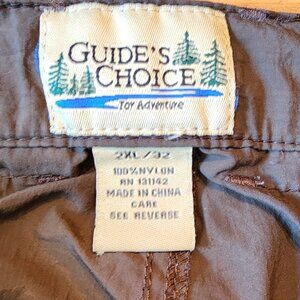 GUIDE'S
CHOICE
For Adventure
2XL/32
100% NYLON
RN 131142
MADE IN CHINA
CARE
SEE REVERSE